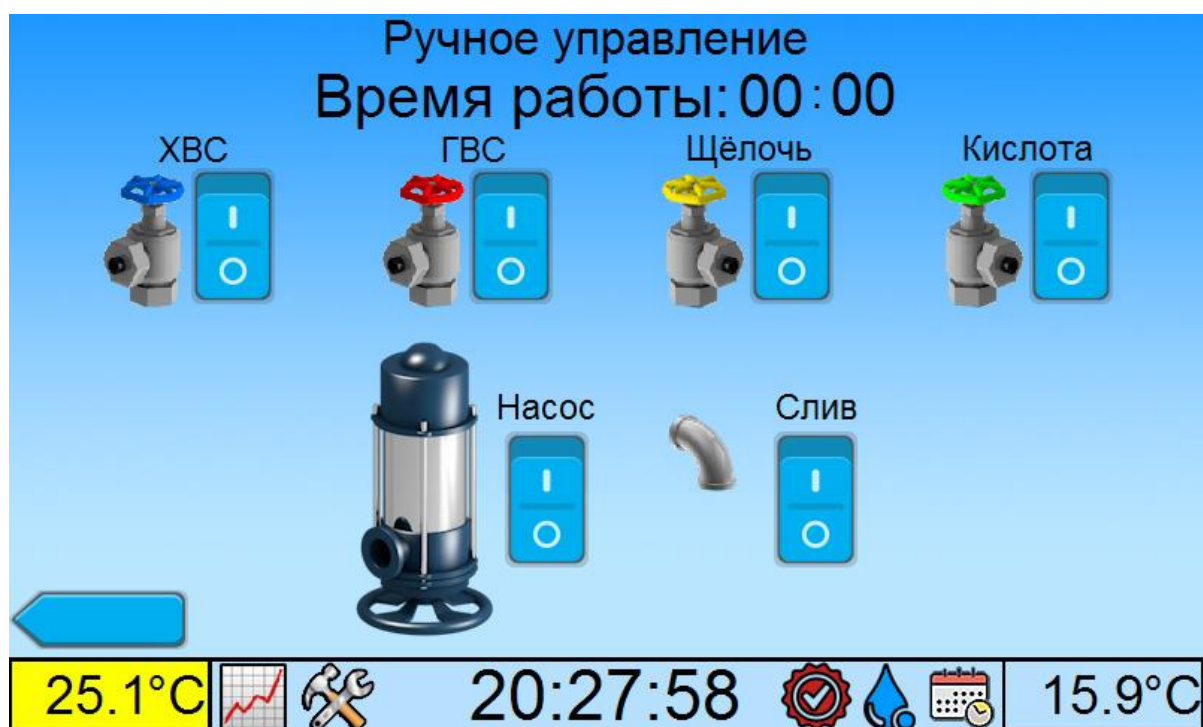 Ручное управление
Время работы: 00:00
ХВС ГВС Щёлочь Кислота
Насос Слив
25.1°C 20:27:58 15.9°C